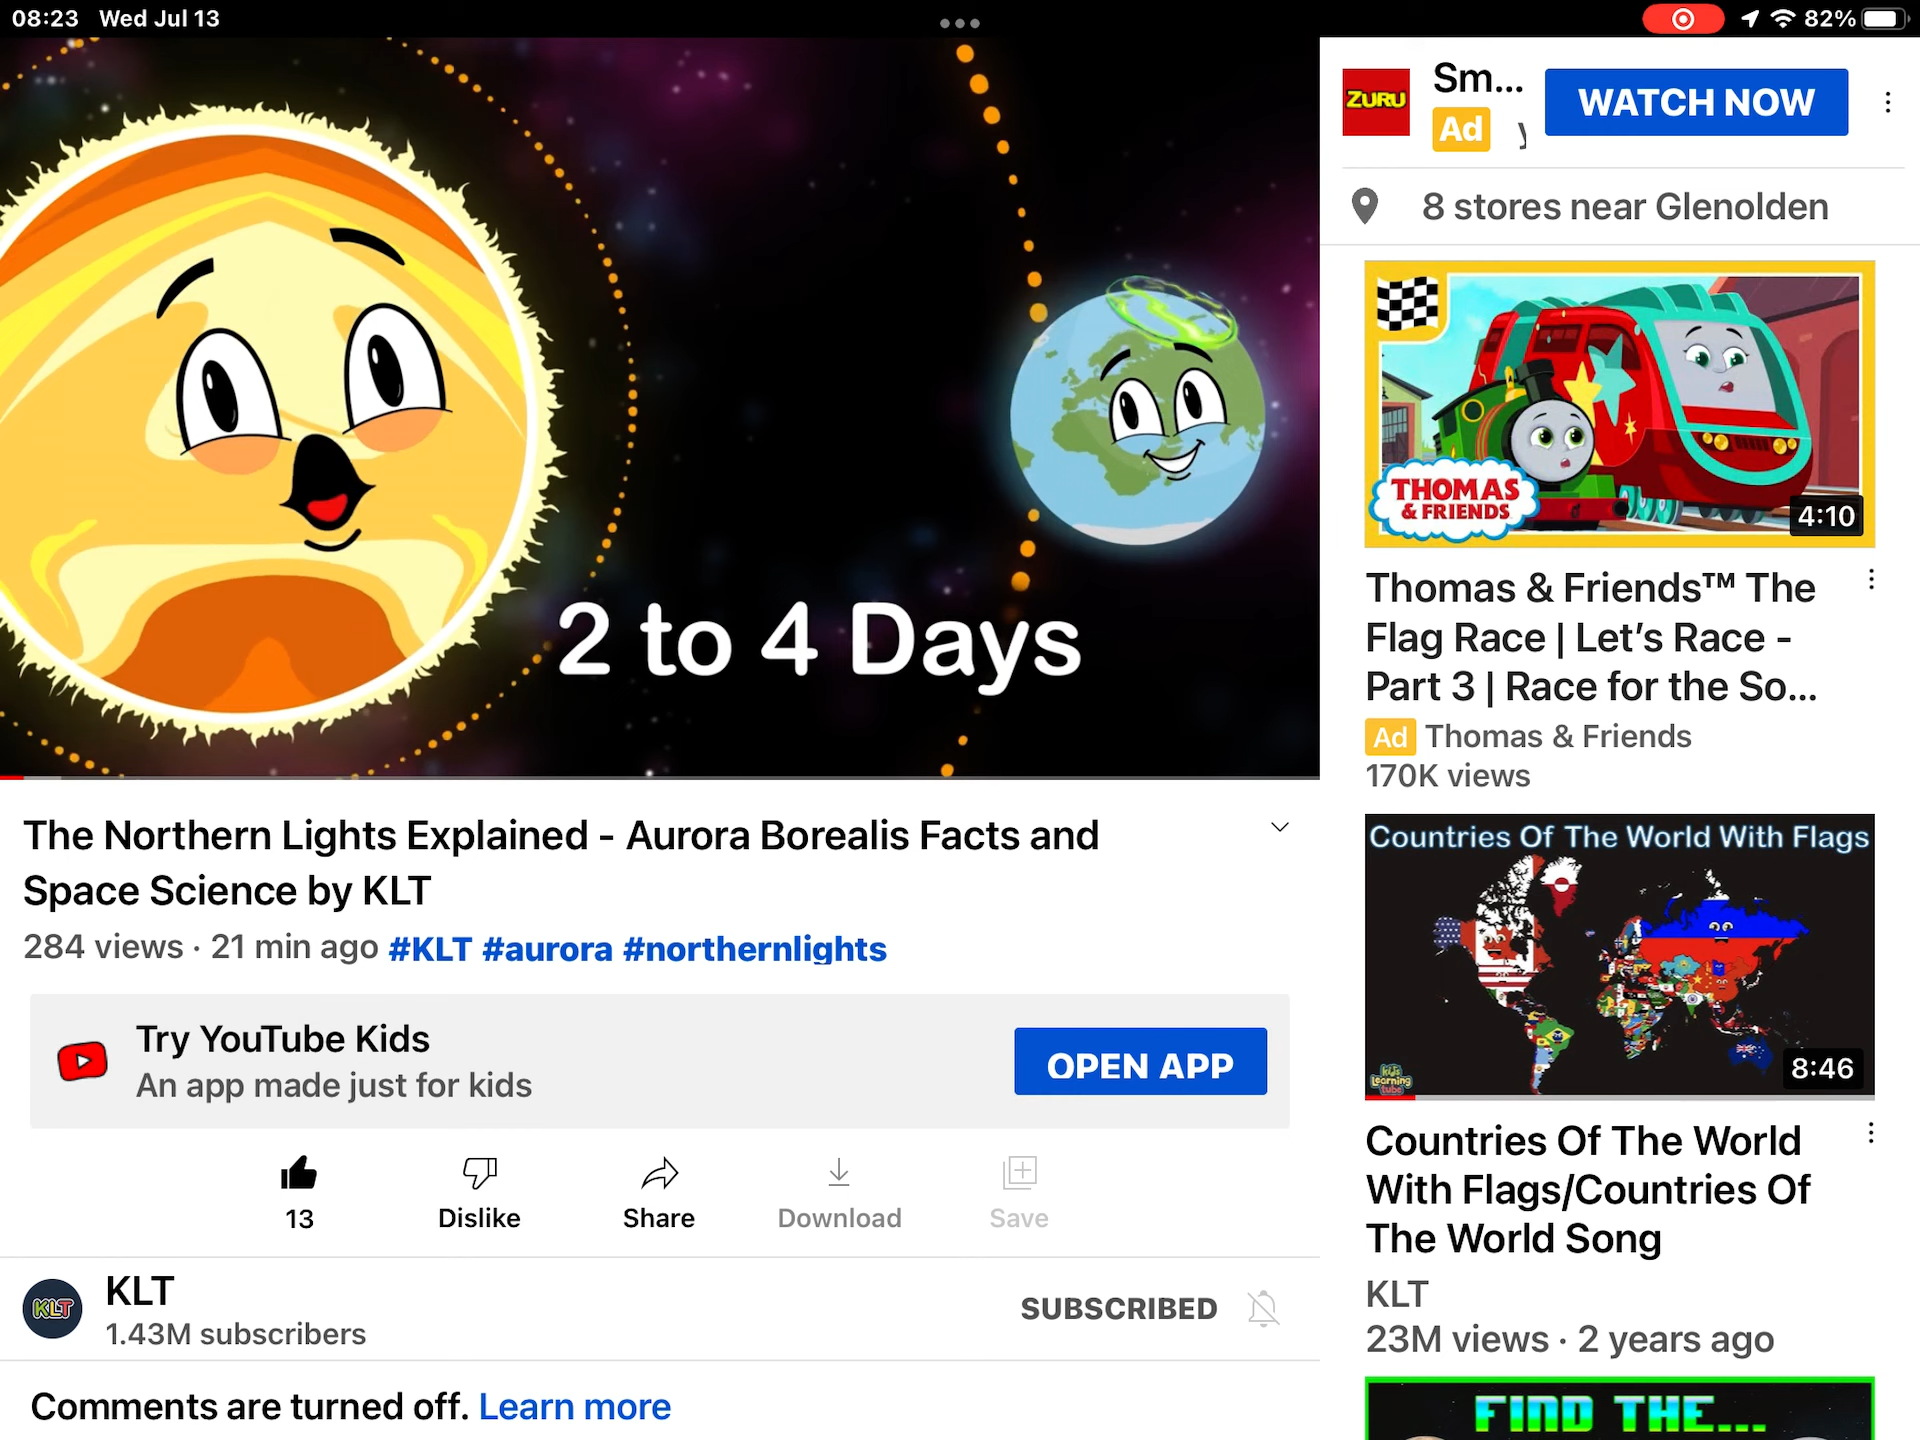 08:23 Wed Jul 13
82%
2 to 4 Days
The Northern Lights Explained - Aurora Borealis Facts and
Space Science by KLT
284 views · 21 min ago #KLT #aurora #northernlights
Try YouTube Kids
An app made just for kids
OPEN APP
13
Dislike
Share
Download
Save
KLT
KLT
1.43M subscribers
SUBSCRIBED
Comments are turned off. Learn more
ZURU
Sm...
Ad
WATCH NOW
8 stores near Glenolden
THOMAS
& FRIENDS
4:10
Thomas & Friends™ The
Flag Race | Let's Race -
Part 3 | Race for the So...
Ad Thomas & Friends
170K views
Countries Of The World With Flags
Kids
Learning
Tube
8:46
Countries Of The World
With Flags/Countries Of
The World Song
KLT
23M views · 2 years ago
FIND THE...